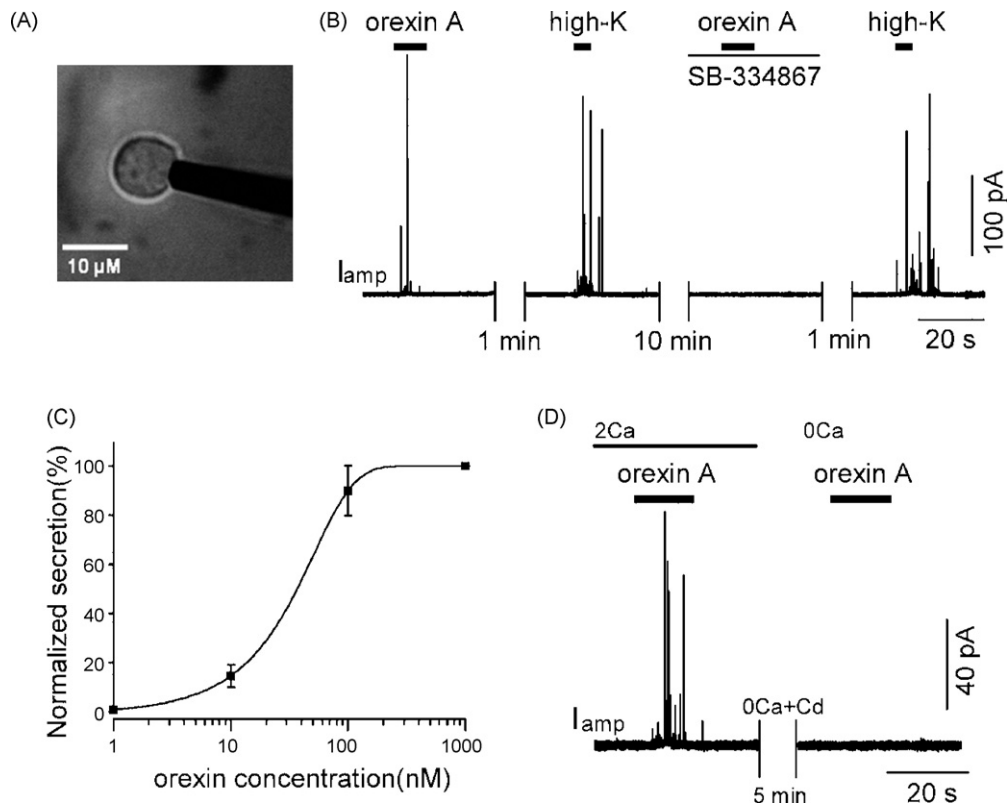 (A)
10 µM
(B)
orexin A high-K orexin A high-K
SB-334867
100 pA
Iamp
1 min 10 min 1 min
20 s
(C)
Normalized secretion(%)
100
80
60
40
20
0
1 10 100 1000
orexin concentration(nM)
(D)
2Ca 0Ca
orexin A orexin A
40 pA
Iamp
0Ca+Cd
5 min
20 s